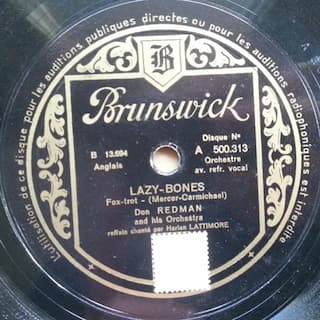 L'utilisation de ce disque pour les auditions publiques directes ou pour les auditions radiophoniques est interdite
B
Brunswick
B 13.694
Anglais
Disque No
A 500.313
Orchestre
av. refr. vocal
LAZY-BONES
Fox-trot - (Mercer-Carmichael)
Don REDMAN
and his Orchestra
refrain chanté par Harlan LATTIMORE